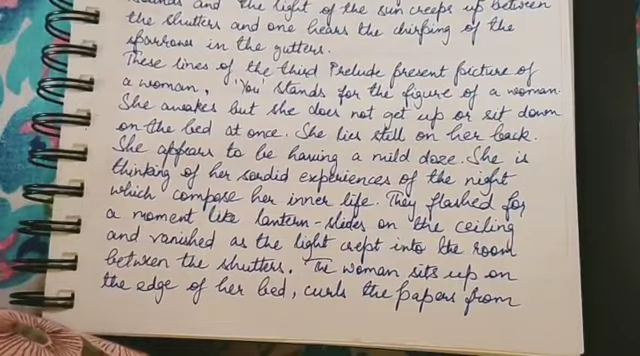 sounds and the light of the sun creeps up between
the shutters and one hears the chirping of the
sparrows in the gutters.
These lines of the third Prelude present picture of
a woman, 'You' stands for the figure of a woman.
She awakes but she does not get up or sit down
on the bed at once. She lies still on her back.
She appears to be having a mild doze. She is
thinking of her sordid experiences of the night
which compose her inner life. They flashed for
a moment like lantern-slides on the ceiling
and vanished as the light crept into the room
between the shutters. The woman sits up on
the edge of her bed, curls the papers from